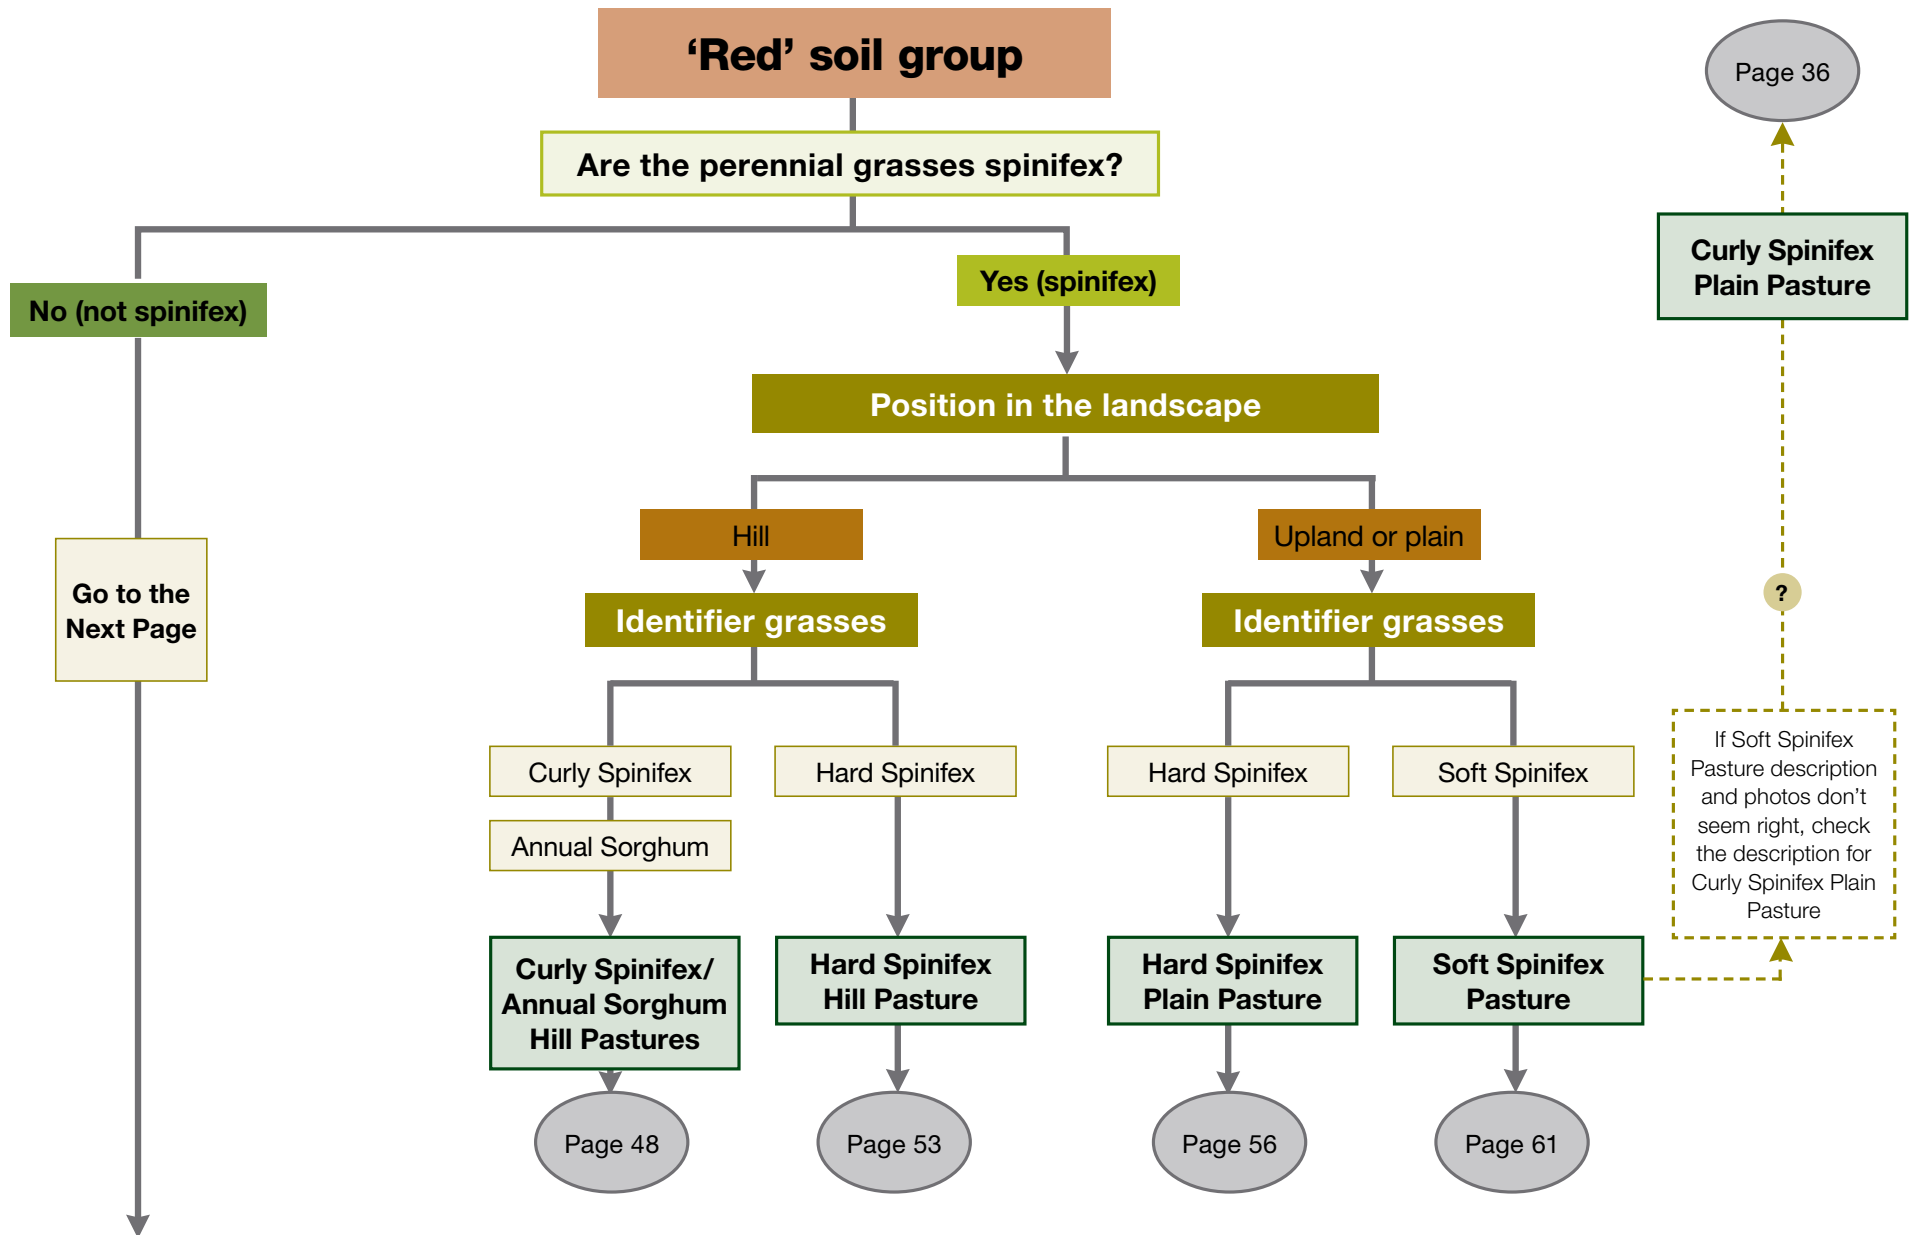 ‘Red’ soil group
Page 36
Are the perennial grasses spinifex?
Curly Spinifex
Plain Pasture
Yes (spinifex)
No (not spinifex)
Position in the landscape
Hill
Upland or plain
Go to the
Next Page
?
Identifier grasses
Identifier grasses
If Soft Spinifex
Pasture description
and photos don’t
seem right, check
the description for
Curly Spinifex Plain
Pasture
Curly Spinifex
Hard Spinifex
Hard Spinifex
Soft Spinifex
Annual Sorghum
Curly Spinifex/
Annual Sorghum
Hill Pastures
Hard Spinifex
Hill Pasture
Hard Spinifex
Plain Pasture
Soft Spinifex
Pasture
Page 48
Page 53
Page 56
Page 61